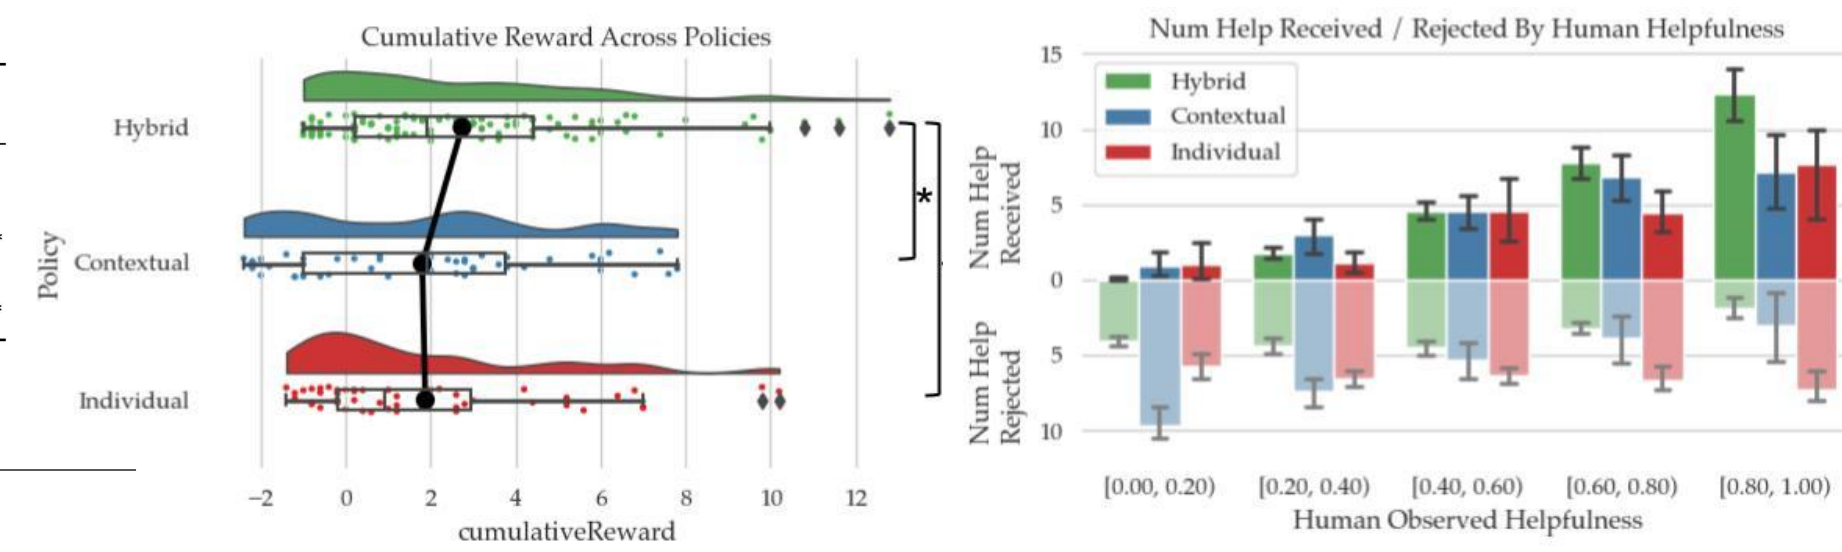 Cumulative Reward Across Policies
Policy
Hybrid
Contextual
Individual
*
−2 0 2 4 6 8 10 12
cumulativeReward
Num Help Received / Rejected By Human Helpfulness
Hybrid
Contextual
Individual
Num Help
Received
Num Help
Rejected
15
10
5
0
5
10
[0.00, 0.20) [0.20, 0.40) [0.40, 0.60) [0.60, 0.80) [0.80, 1.00)
Human Observed Helpfulness